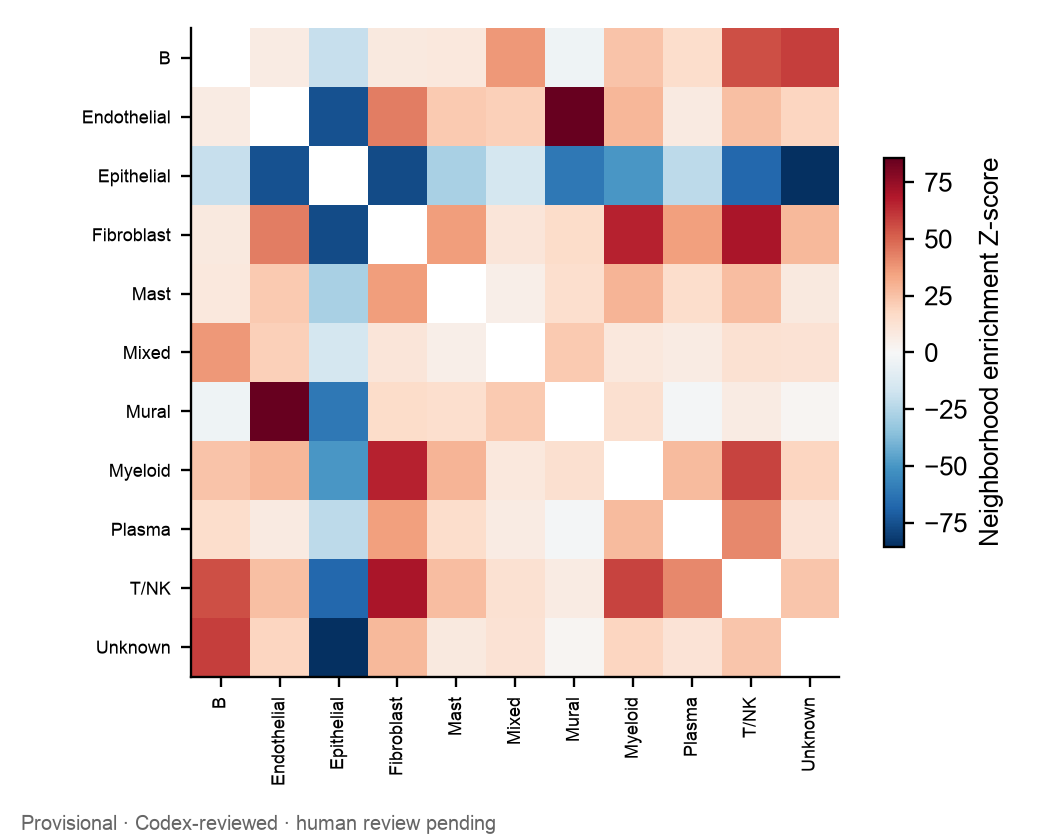 B
Endothelial
Epithelial
Fibroblast
Mast
Mixed
Mural
Myeloid
Plasma
T/NK
Unknown
B
Endothelial
Epithelial
Fibroblast
Mast
Mixed
Mural
Myeloid
Plasma
T/NK
Unknown
75
50
25
0
−25
−50
−75
Neighborhood enrichment Z-score
Provisional · Codex-reviewed · human review pending